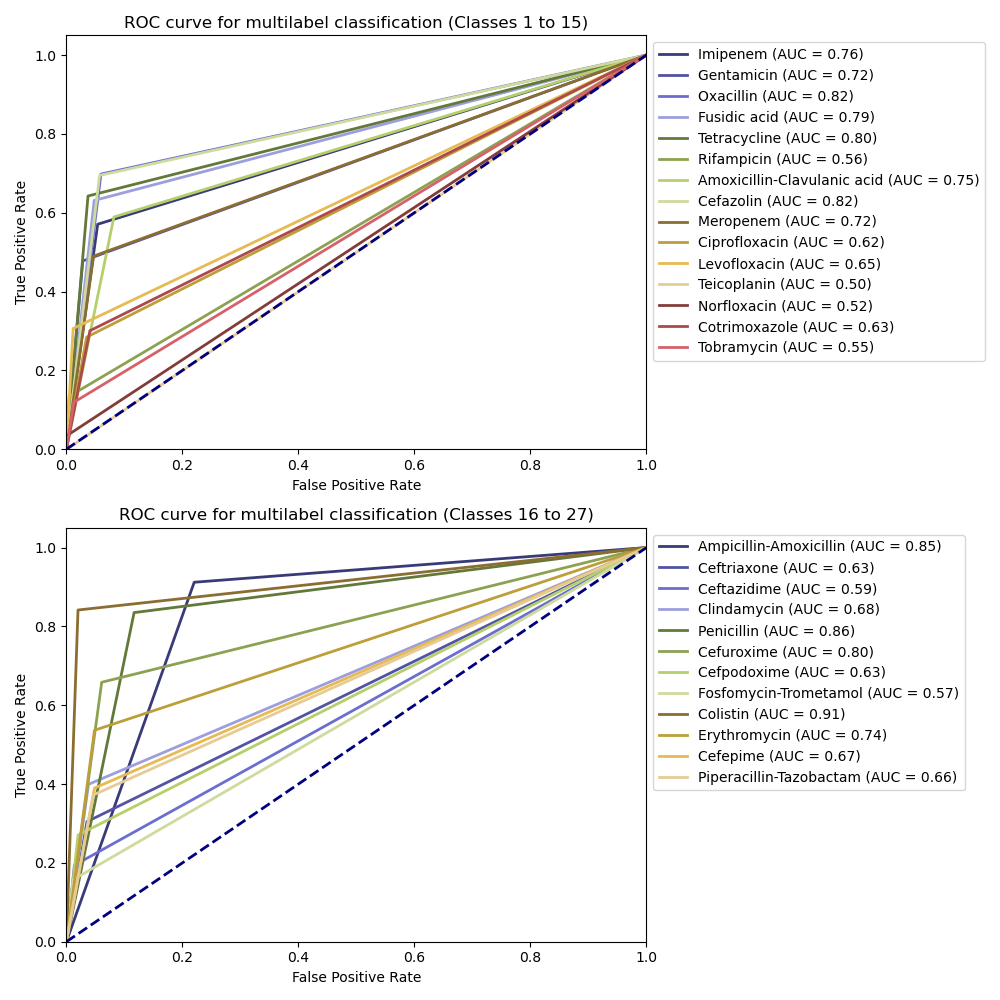 ROC curve for multilabel classification (Classes 1 to 15)
True Positive Rate
1.0
0.8
0.6
0.4
0.2
0.0
0.0 0.2 0.4 0.6 0.8 1.0
False Positive Rate
Imipenem (AUC = 0.76)
Gentamicin (AUC = 0.72)
Oxacillin (AUC = 0.82)
Fusidic acid (AUC = 0.79)
Tetracycline (AUC = 0.80)
Rifampicin (AUC = 0.56)
Amoxicillin-Clavulanic acid (AUC = 0.75)
Cefazolin (AUC = 0.82)
Meropenem (AUC = 0.72)
Ciprofloxacin (AUC = 0.62)
Levofloxacin (AUC = 0.65)
Teicoplanin (AUC = 0.50)
Norfloxacin (AUC = 0.52)
Cotrimoxazole (AUC = 0.63)
Tobramycin (AUC = 0.55)
ROC curve for multilabel classification (Classes 16 to 27)
True Positive Rate
1.0
0.8
0.6
0.4
0.2
0.0
0.0 0.2 0.4 0.6 0.8 1.0
False Positive Rate
Ampicillin-Amoxicillin (AUC = 0.85)
Ceftriaxone (AUC = 0.63)
Ceftazidime (AUC = 0.59)
Clindamycin (AUC = 0.68)
Penicillin (AUC = 0.86)
Cefuroxime (AUC = 0.80)
Cefpodoxime (AUC = 0.63)
Fosfomycin-Trometamol (AUC = 0.57)
Colistin (AUC = 0.91)
Erythromycin (AUC = 0.74)
Cefepime (AUC = 0.67)
Piperacillin-Tazobactam (AUC = 0.66)